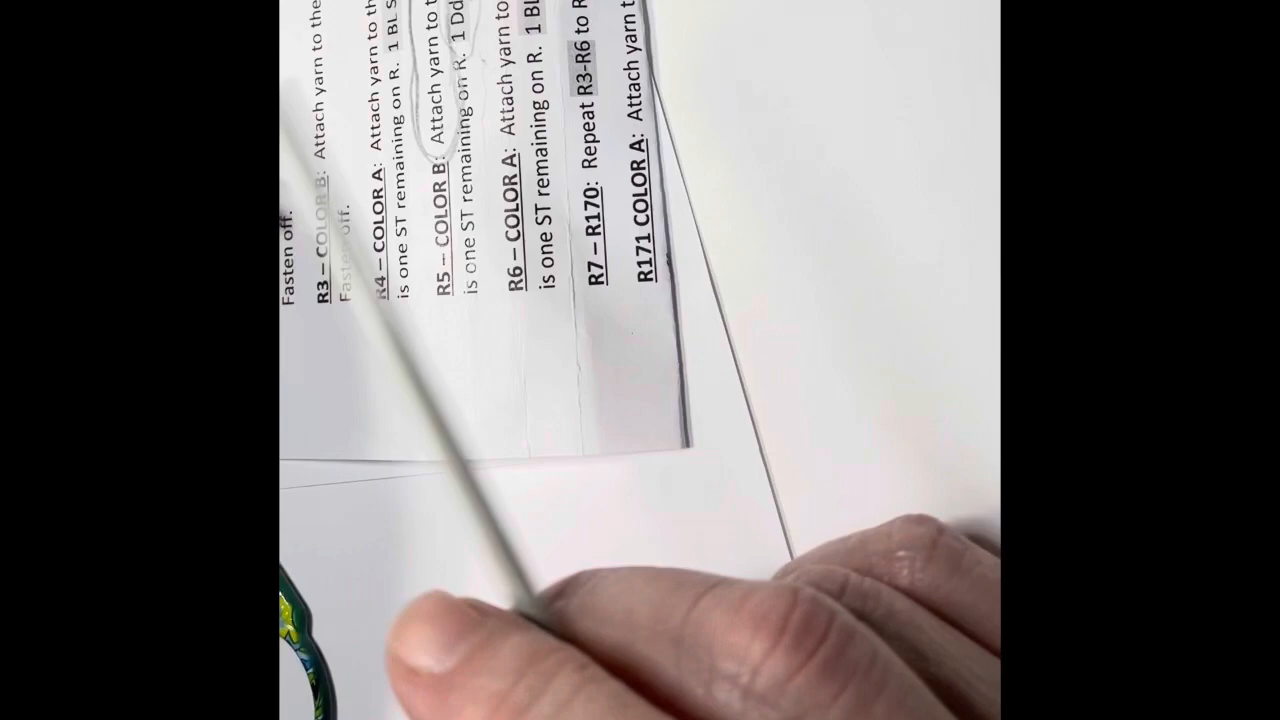 Fasten off.
R3 – COLOR B: Attach yarn to the
Fasten off.
R4 – COLOR A: Attach yarn to th
is one ST remaining on R. 1 BL S
R5 – COLOR B: Attach yarn to t
is one ST remaining on R. 1 Dd
R6 – COLOR A: Attach yarn to
is one ST remaining on R. 1 BL
R7 – R170: Repeat R3-R6 to R
R171 COLOR A: Attach yarn t